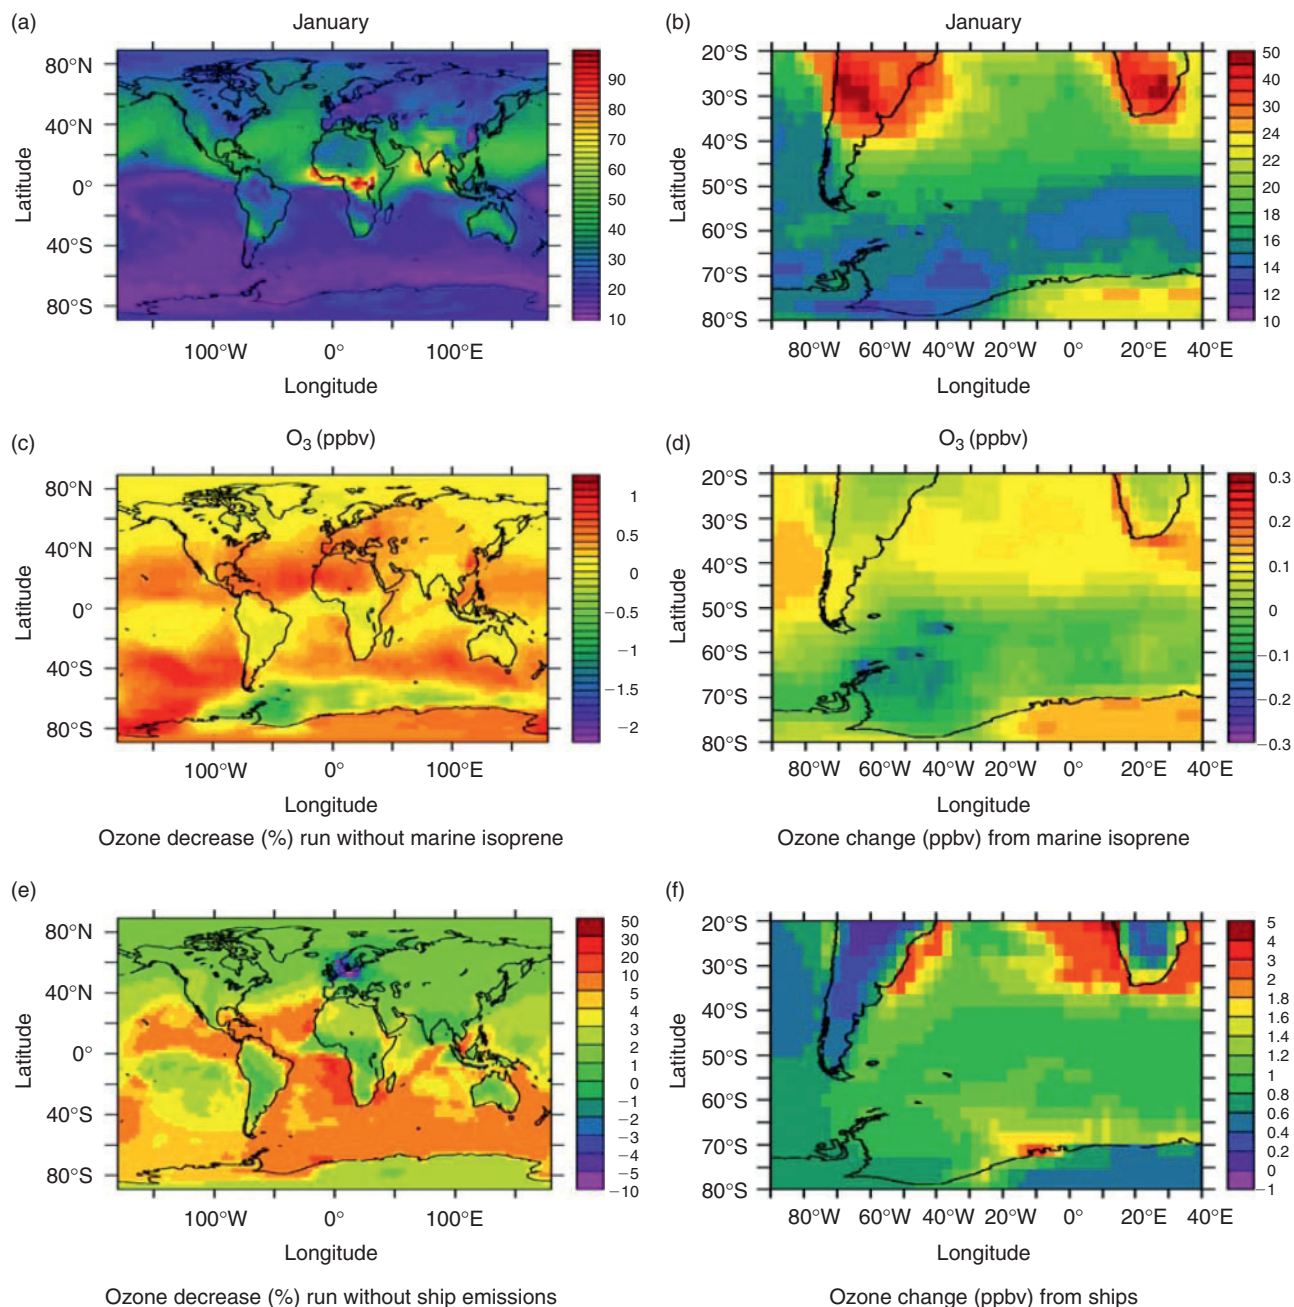 (a)
January
80°N
40°N
0°
40°S
80°S
Latitude
100°W 0° 100°E
Longitude
90
80
70
60
50
40
30
20
10
(b)
January
20°S
30°S
40°S
50°S
60°S
70°S
80°S
Latitude
80°W 60°W 40°W 20°W 0° 20°E 40°E
Longitude
50
40
30
24
22
20
18
16
14
12
10
(c)
O3 (ppbv)
80°N
40°N
0°
40°S
80°S
Latitude
100°W 0° 100°E
Longitude
1
0.5
0
−0.5
−1
−1.5
−2
Ozone decrease (%) run without marine isoprene
(d)
O3 (ppbv)
20°S
30°S
40°S
50°S
60°S
70°S
80°S
Latitude
80°W 60°W 40°W 20°W 0° 20°E 40°E
Longitude
0.3
0.2
0.1
0
−0.1
−0.2
−0.3
Ozone change (ppbv) from marine isoprene
(e)
80°N
40°N
0°
40°S
80°S
Latitude
100°W 0° 100°E
Longitude
50
30
20
10
5
4
3
2
1
0
−1
−2
−3
−4
−5
−10
Ozone decrease (%) run without ship emissions
(f)
20°S
30°S
40°S
50°S
60°S
70°S
80°S
Latitude
80°W 60°W 40°W 20°W 0° 20°E 40°E
Longitude
5
4
3
2
1.8
1.6
1.4
1.2
1
0.8
0.6
0.4
0.2
0
−1
Ozone change (ppbv) from ships